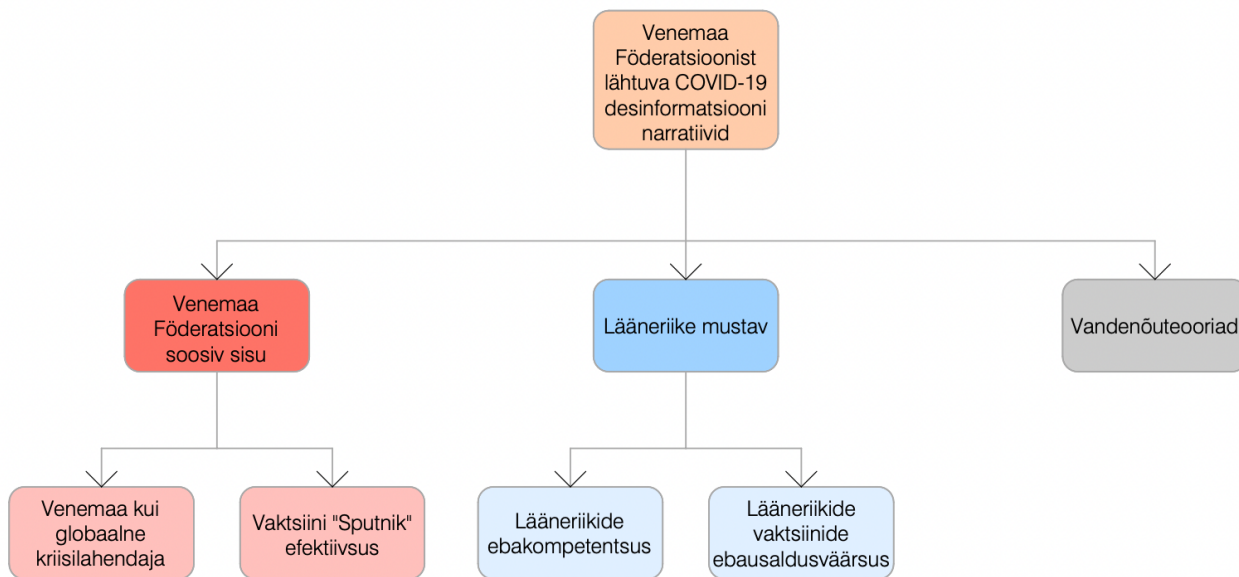 Venemaa
Föderatsioonist
lähtuva COVID-19
desinformatsiooni
narratiivid
Venemaa
Föderatsiooni
soosiv sisu
Lääneriike mustav
Vandenõuteooriad
Venemaa kui
globaalne
kriisilahendaja
Vaktsiini "Sputnik"
efektiivsus
Lääneriikide
ebakompetentsus
Lääneriikide
vaktsiinide
ebausaldusväärsus